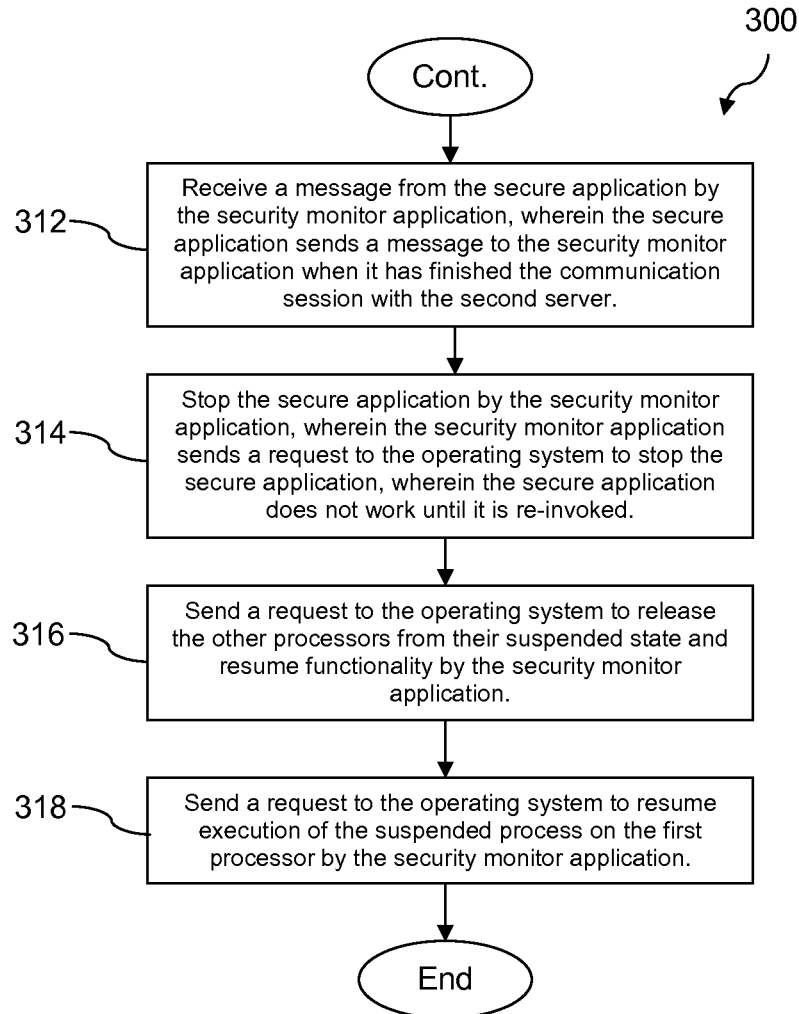 300
Cont.
312
Receive a message from the secure application by
the security monitor application, wherein the secure
application sends a message to the security monitor
application when it has finished the communication
session with the second server.
314
Stop the secure application by the security monitor
application, wherein the security monitor application
sends a request to the operating system to stop the
secure application, wherein the secure application
does not work until it is re-invoked.
316
Send a request to the operating system to release
the other processors from their suspended state and
resume functionality by the security monitor
application.
318
Send a request to the operating system to resume
execution of the suspended process on the first
processor by the security monitor application.
End